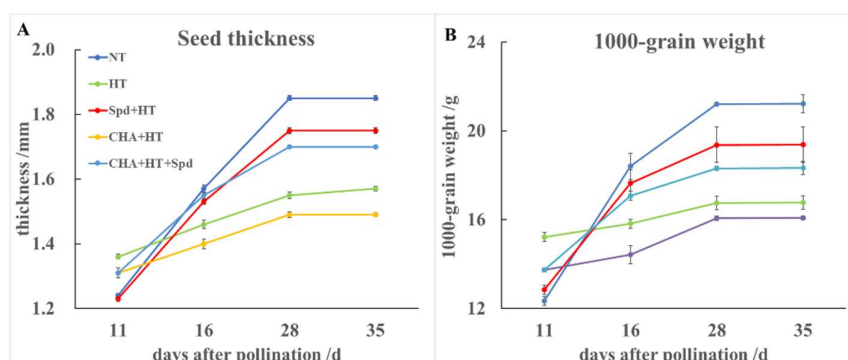 A
Seed thickness
2.0
1.8
1.6
1.4
1.2
thickness /mm
NT
HT
Spd+HT
CHA+HT
CHA+HT+Spd
11 16 28 35
days after pollination /d
B
1000-grain weight
24
20
16
12
1000-grain weight /g
11 16 28 35
days after pollination /d